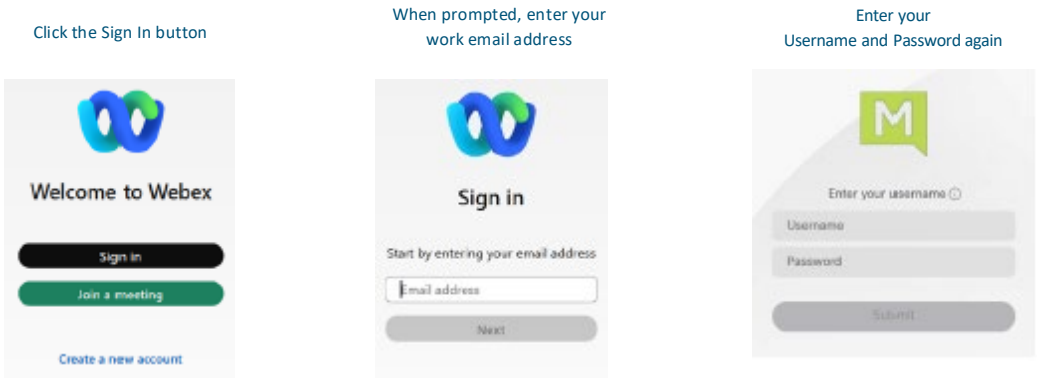 Click the Sign In button
Welcome to Webex
Sign in
Join a meeting
Create a new account
When prompted, enter your
work email address
Sign in
Start by entering your email address
Email address
Next
Enter your
Username and Password again
M
Enter your username
Username
Password
Submit